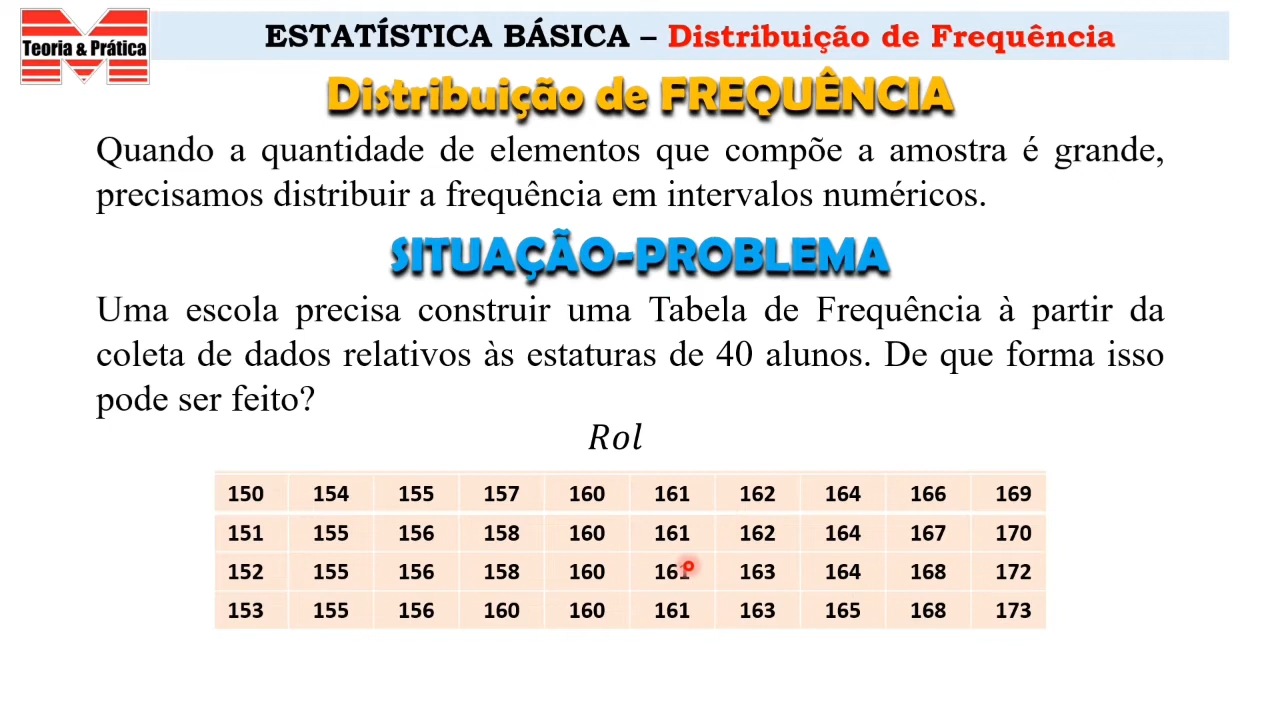 Teoria & Prática
ESTATÍSTICA BÁSICA – Distribuição de Frequência
Distribuição de FREQUÊNCIA
Quando a quantidade de elementos que compõe a amostra é grande,
precisamos distribuir a frequência em intervalos numéricos.
SITUAÇÃO-PROBLEMA
Uma escola precisa construir uma Tabela de Frequência à partir da
coleta de dados relativos às estaturas de 40 alunos. De que forma isso
pode ser feito?
Rol
150 154 155 157 160 161 162 164 166 169
151 155 156 158 160 161 162 164 167 170
152 155 156 158 160 161 163 164 168 172
153 155 156 160 160 161 163 165 168 173